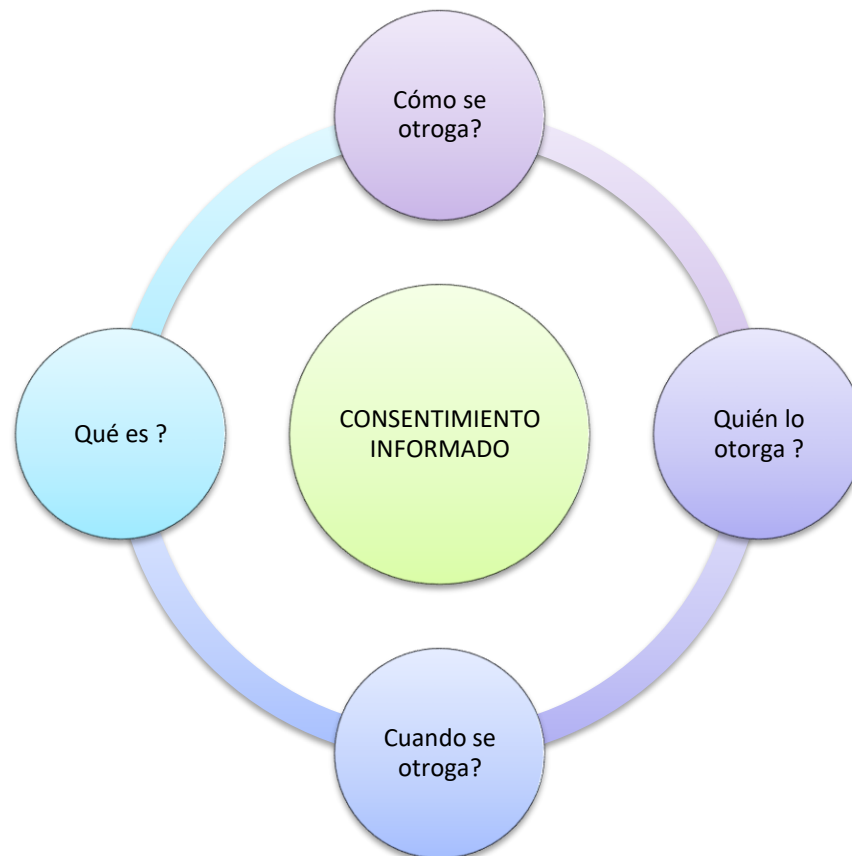 Cómo se
otroga?
Qué es ?
CONSENTIMIENTO
INFORMADO
Quién lo
otorga ?
Cuando se
otroga?